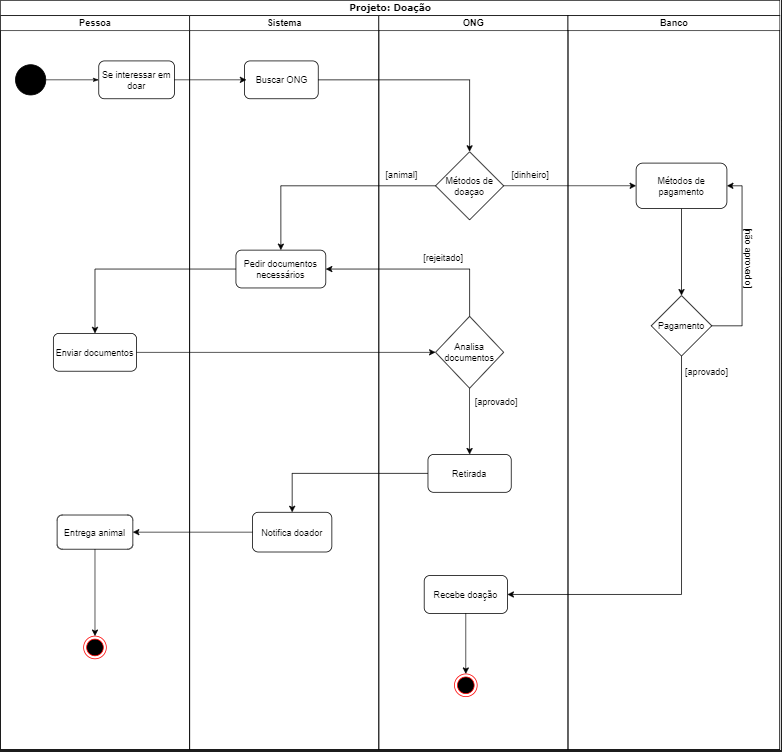 Projeto: Doação
Pessoa
Sistema
ONG
Banco
Se interessar em
doar
Buscar ONG
[animal]
Métodos de
doaçao
[dinheiro]
Métodos de
pagamento
[não aprovado]
Pedir documentos
necessários
[rejeitado]
Pagamento
Enviar documentos
Analisa
documentos
[aprovado]
[aprovado]
Retirada
Entrega animal
Notifica doador
Recebe doação